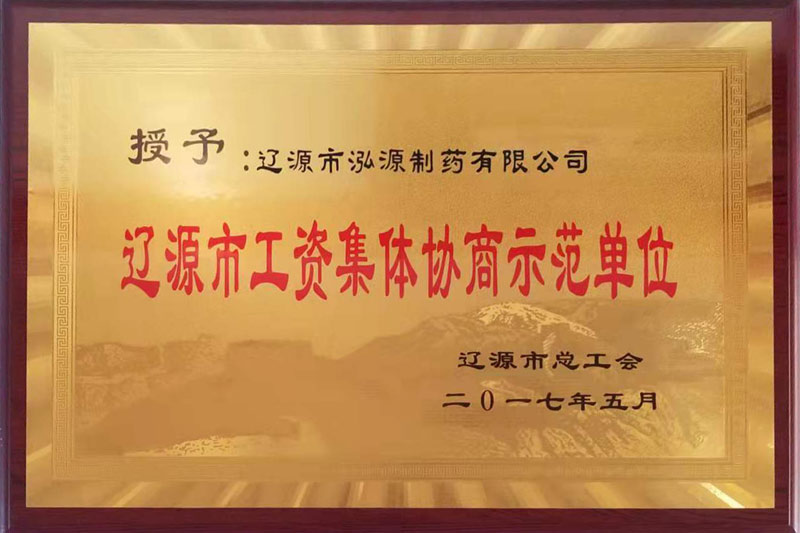 授予:辽源市泓源制药有限公司
辽源市工资集体协商示范单位
辽源市总工会
二0一七年五月